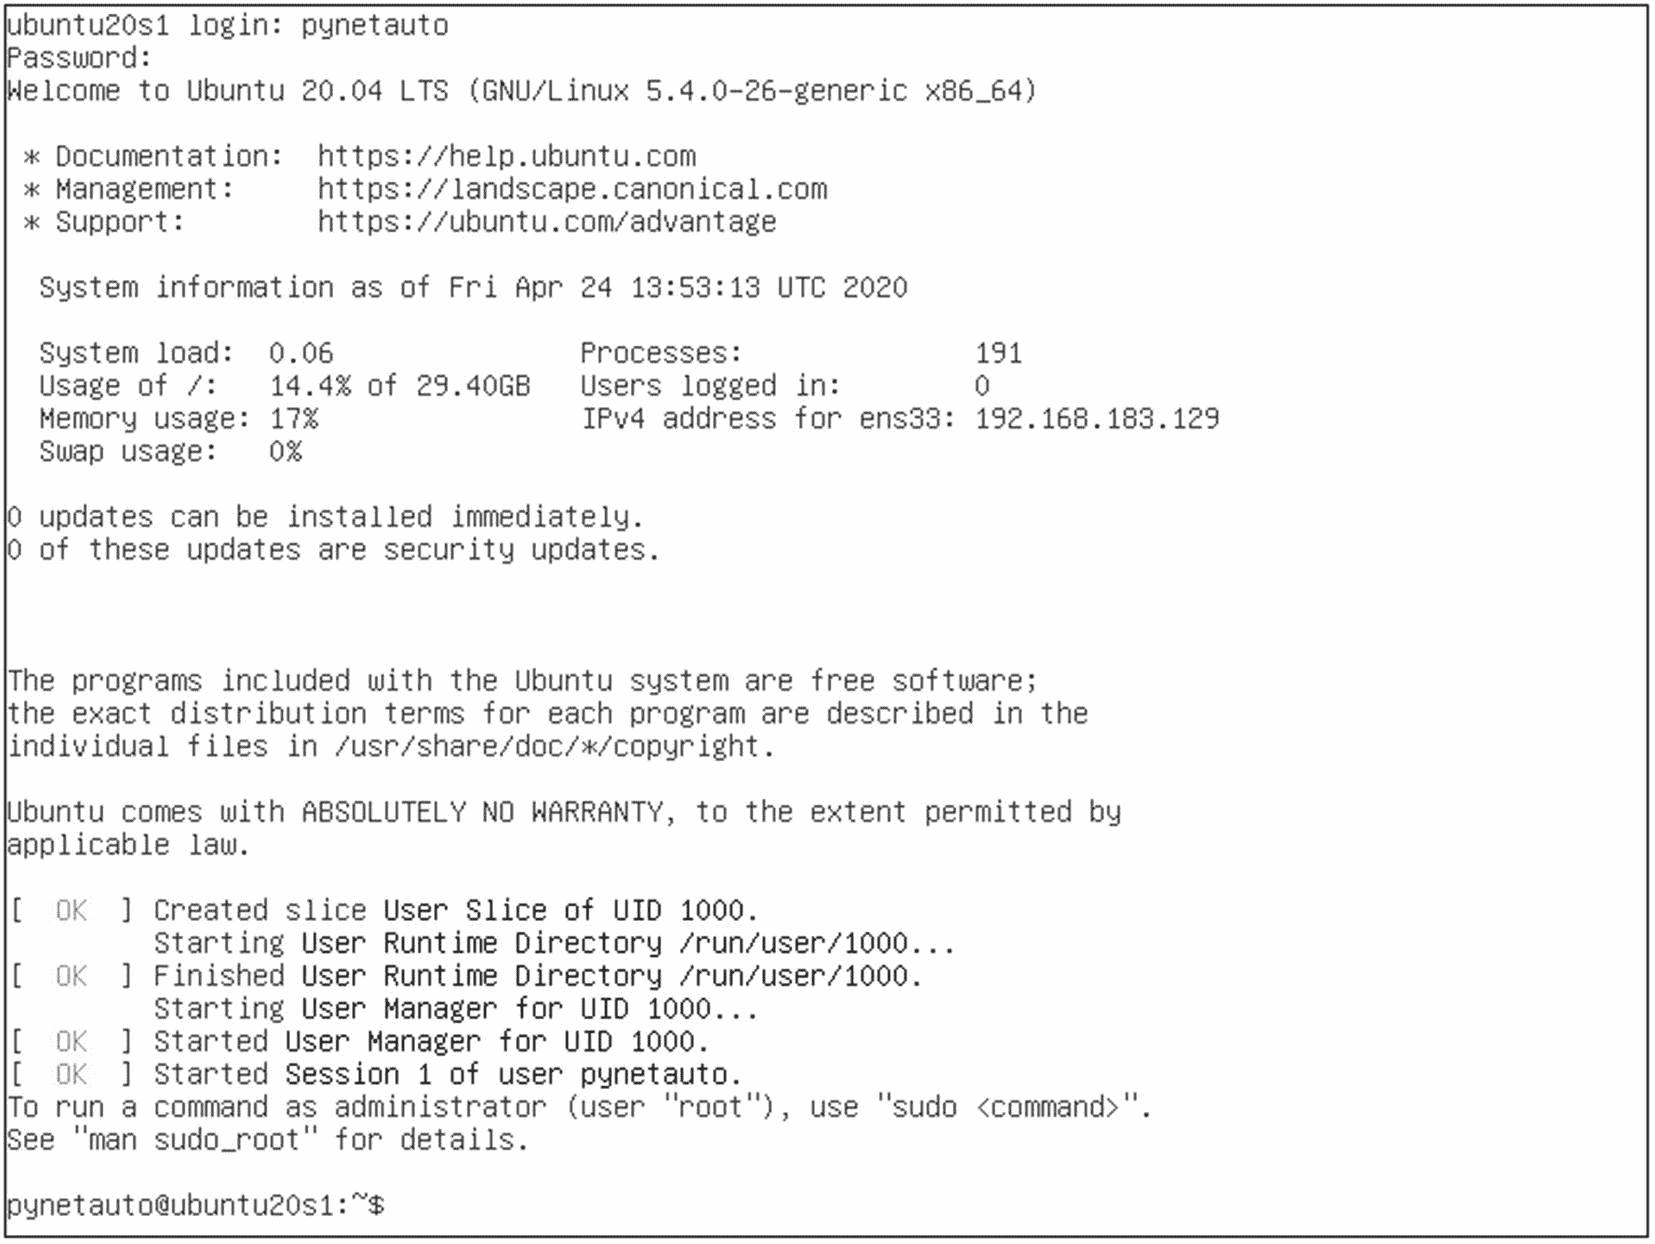 ubuntu20s1 login: pynetauto
Password:
Welcome to Ubuntu 20.04 LTS (GNU/Linux 5.4.0-26-generic x86_64)
* Documentation: https://help.ubuntu.com
* Management: https://landscape.canonical.com
* Support: https://ubuntu.com/advantage
System information as of Fri Apr 24 13:53:13 UTC 2020
System load: 0.06 Processes: 191
Usage of /: 14.4% of 29.40GB Users logged in: 0
Memory usage: 17% IPv4 address for ens33: 192.168.183.129
Swap usage: 0%
0 updates can be installed immediately.
0 of these updates are security updates.
The programs included with the Ubuntu system are free software;
the exact distribution terms for each program are described in the
individual files in /usr/share/doc/*/copyright.
Ubuntu comes with ABSOLUTELY NO WARRANTY, to the extent permitted by
applicable law.
[ OK ] Created slice User Slice of UID 1000.
Starting User Runtime Directory /run/user/1000...
[ OK ] Finished User Runtime Directory /run/user/1000.
Starting User Manager for UID 1000...
[ OK ] Started User Manager for UID 1000.
[ OK ] Started Session 1 of user pynetauto.
To run a command as administrator (user "root"), use "sudo <command>".
See "man sudo_root" for details.
pynetauto@ubuntu20s1:~$